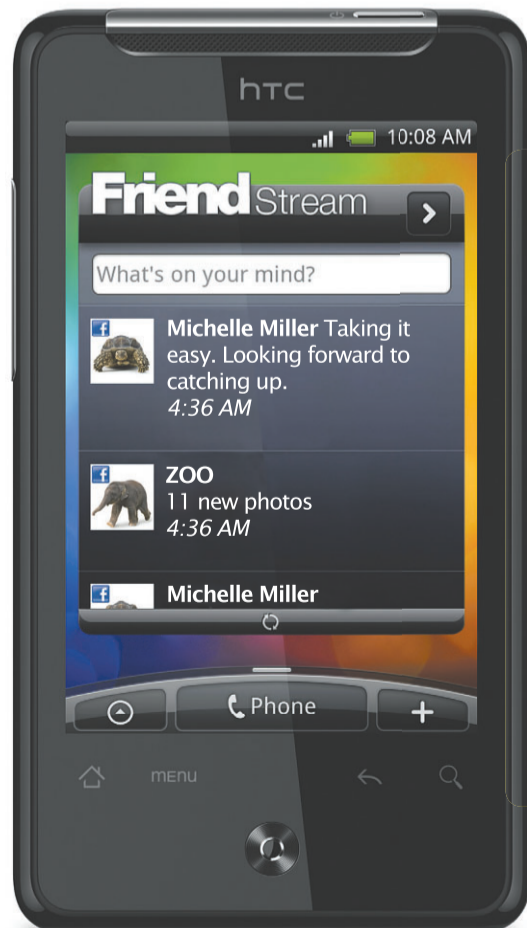 hTC
10:08 AM
Friend Stream
What's on your mind?
Michelle Miller Taking it
easy. Looking forward to
catching up.
4:36 AM
ZOO
11 new photos
4:36 AM
Michelle Miller
Phone
MENU